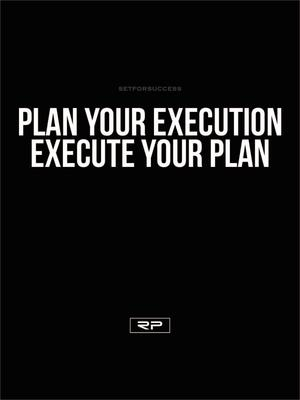 SETFORSUCCESS
PLAN YOUR EXECUTION
EXECUTE YOUR PLAN
RP